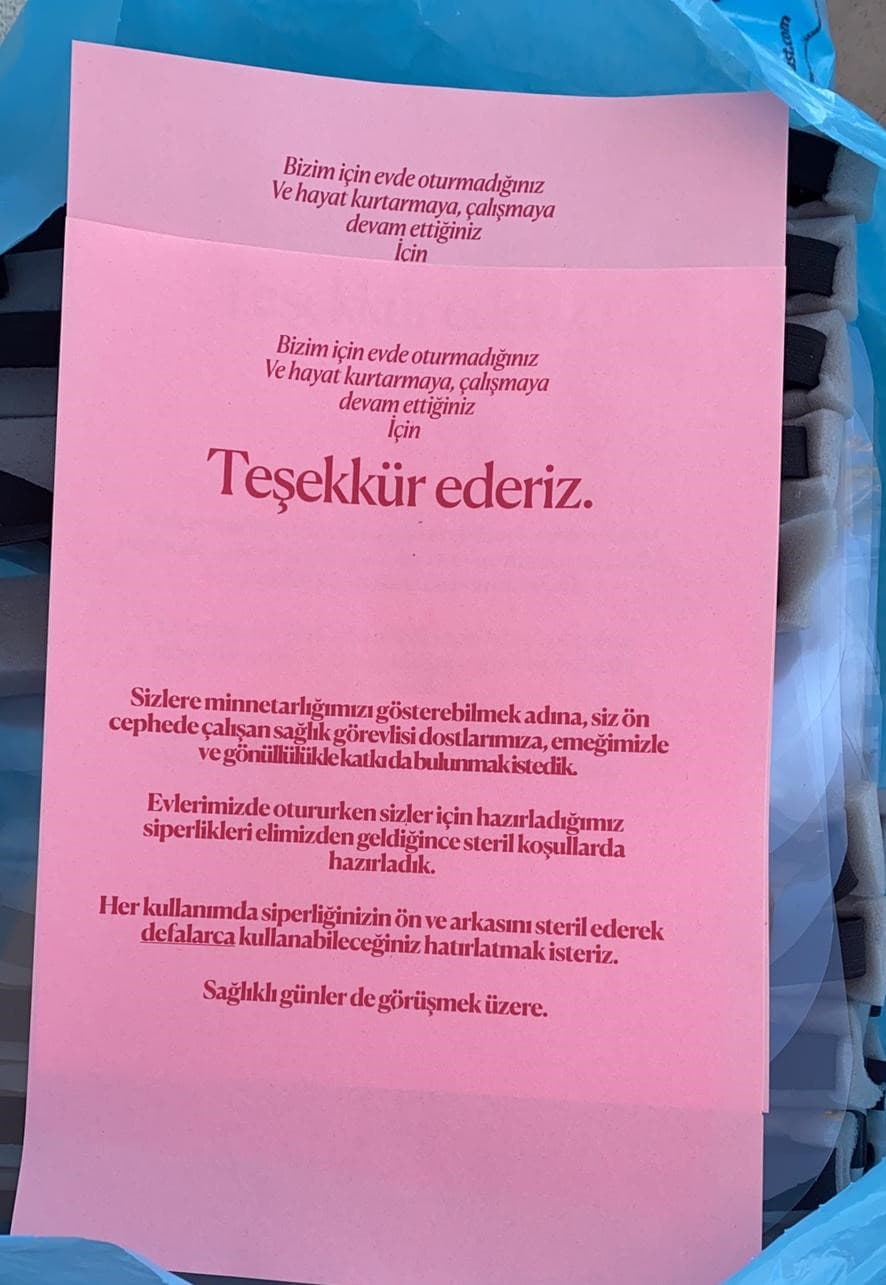 ust.com
Bizim için evde oturmadığınız
Ve hayat kurtarmaya, çalışmaya
devam ettiğiniz
İçin
Bizim için evde oturmadığınız
Ve hayat kurtarmaya, çalışmaya
devam ettiğiniz
İçin
Teşekkür ederiz.
Sizlere minnetarlığımızı gösterebilmek adına, siz ön
cephede çalışan sağlık görevlisi dostlarımıza, emeğimizle
ve gönüllülükle katkıda bulunmak istedik.
Evlerimizde otururken sizler için hazırladığımız
siperlikleri elimizden geldiğince steril koşullarda
hazırladık.
Her kullanımda siperliğinizin ön ve arkasını steril ederek
defalarca kullanabileceğiniz hatırlatmak isteriz.
Sağlıklı günler de görüşmek üzere.